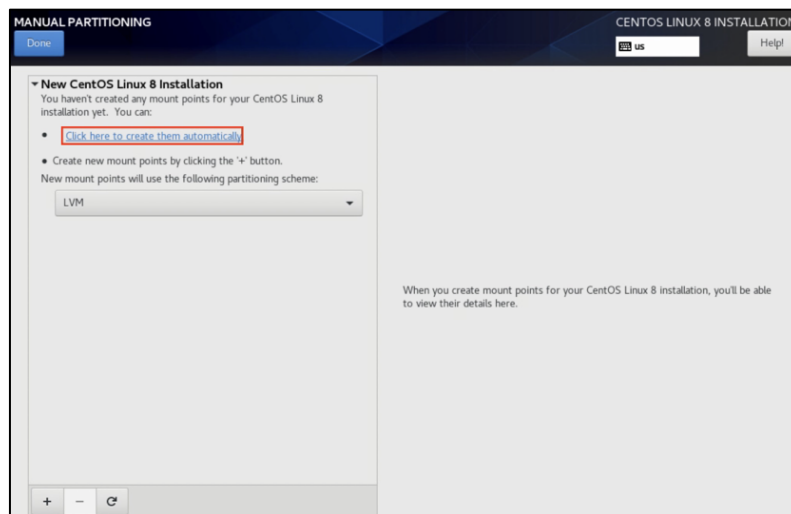 MANUAL PARTITIONING
CENTOS LINUX 8 INSTALLATION
Done
us
Help!
New CentOS Linux 8 Installation
You haven't created any mount points for your CentOS Linux 8
installation yet. You can:
• Click here to create them automatically.
• Create new mount points by clicking the '+' button.
New mount points will use the following partitioning scheme:
LVM
When you create mount points for your CentOS Linux 8 installation, you'll be able
to view their details here.
+ −